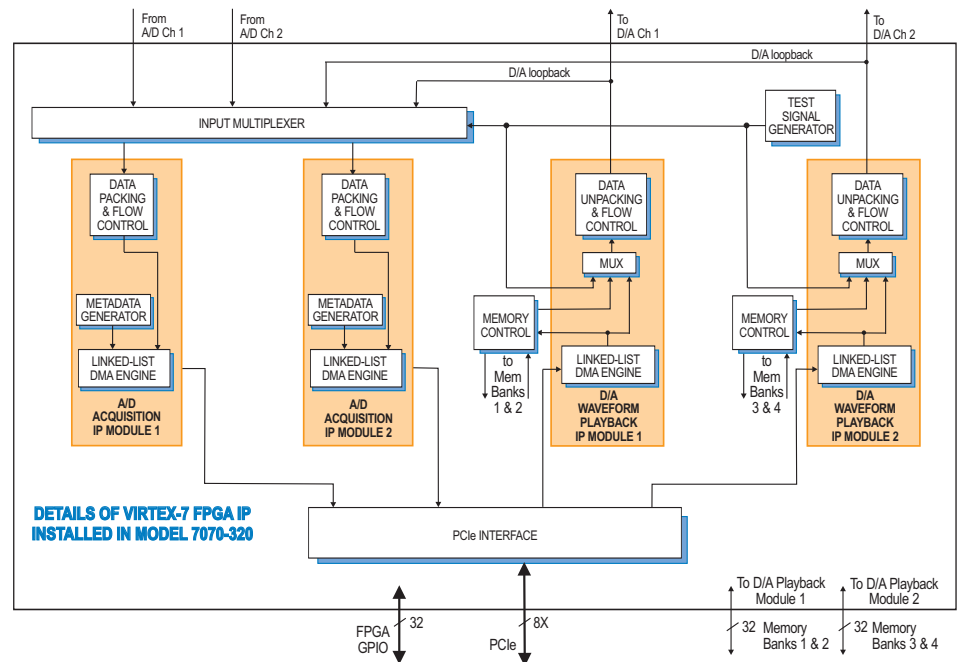 From
A/D Ch 1
From
A/D Ch 2
To
D/A Ch 1
To
D/A Ch 2
D/A loopback
D/A loopback
INPUT MULTIPLEXER
TEST
SIGNAL
GENERATOR
DATA
PACKING
& FLOW
CONTROL
METADATA
GENERATOR
LINKED-LIST
DMA ENGINE
A/D
ACQUISITION
IP MODULE 1
DATA
PACKING
& FLOW
CONTROL
METADATA
GENERATOR
LINKED-LIST
DMA ENGINE
A/D
ACQUISITION
IP MODULE 2
DATA
UNPACKING
& FLOW
CONTROL
MUX
MEMORY
CONTROL
to
Mem
Banks
1 & 2
LINKED-LIST
DMA ENGINE
D/A
WAVEFORM
PLAYBACK
IP MODULE 1
DATA
UNPACKING
& FLOW
CONTROL
MUX
MEMORY
CONTROL
to
Mem
Banks
3 & 4
LINKED-LIST
DMA ENGINE
D/A
WAVEFORM
PLAYBACK
IP MODULE 2
DETAILS OF VIRTEX-7 FPGA IP
INSTALLED IN MODEL 7070-320
PCIe INTERFACE
32
FPGA
GPIO
8X
PCIe
To D/A Playback
Module 1
32 Memory
Banks 1 & 2
To D/A Playback
Module 2
32 Memory
Banks 3 & 4